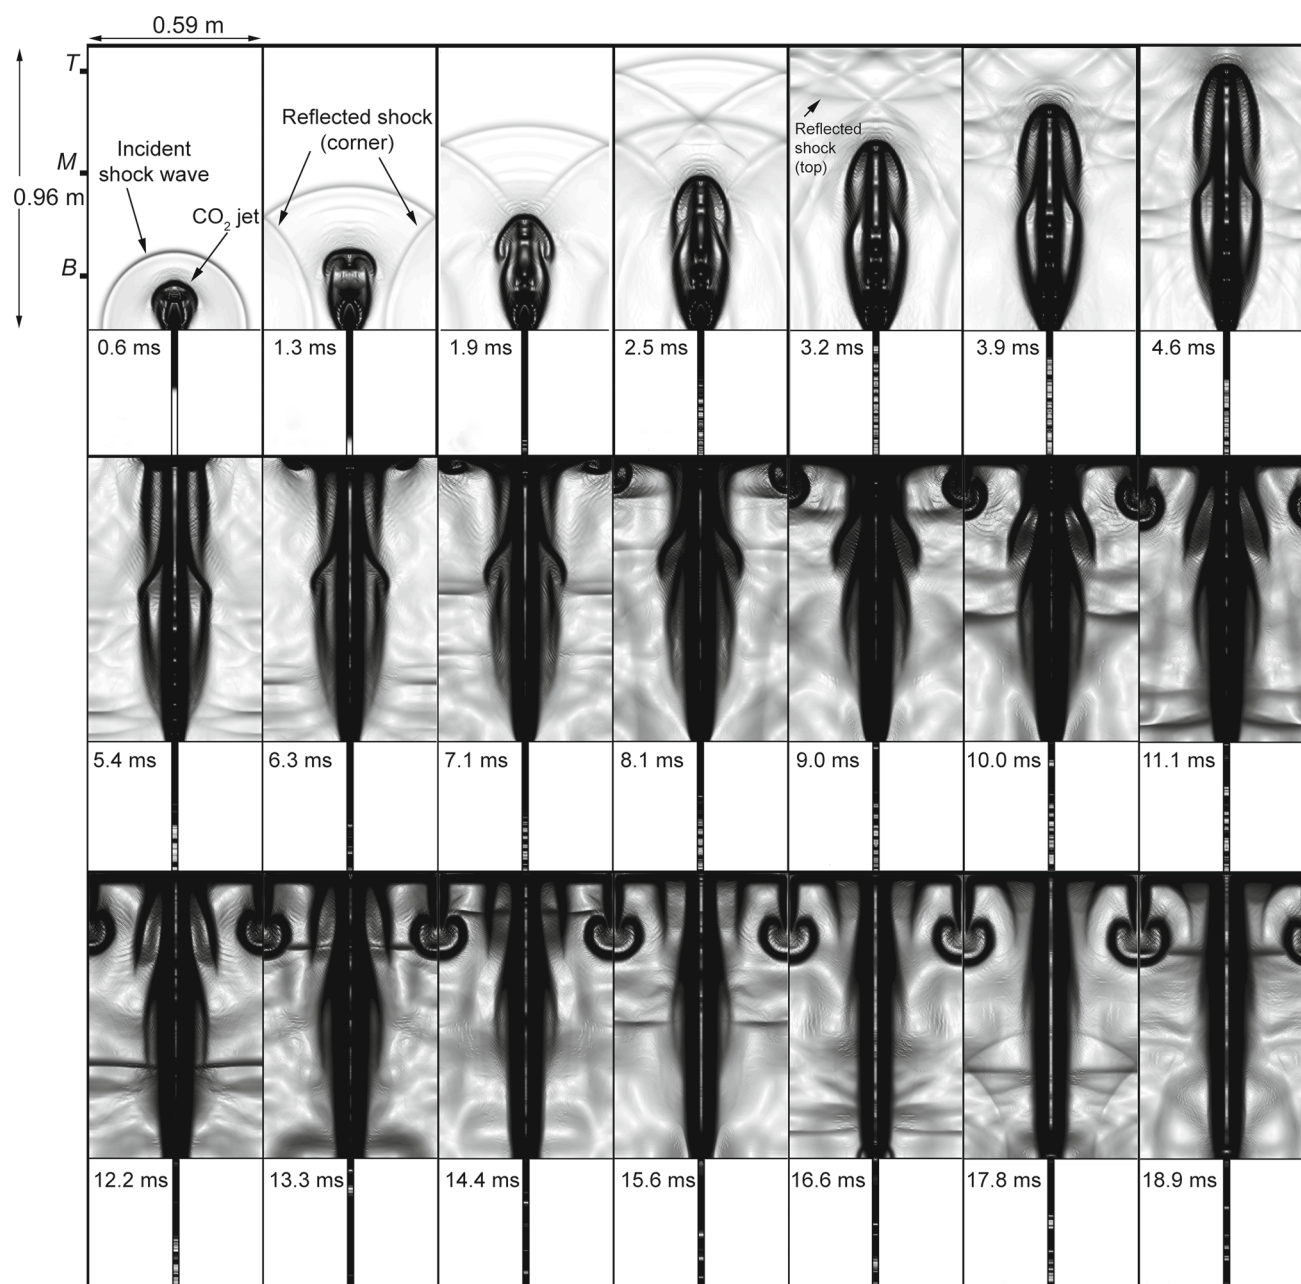 0.59 m
T
Reflected shock
(corner)
Reflected
shock
(top)
Incident
shock wave
M
0.96 m
CO2 jet
B
0.6 ms
1.3 ms
1.9 ms
2.5 ms
3.2 ms
3.9 ms
4.6 ms
5.4 ms
6.3 ms
7.1 ms
8.1 ms
9.0 ms
10.0 ms
11.1 ms
12.2 ms
13.3 ms
14.4 ms
15.6 ms
16.6 ms
17.8 ms
18.9 ms